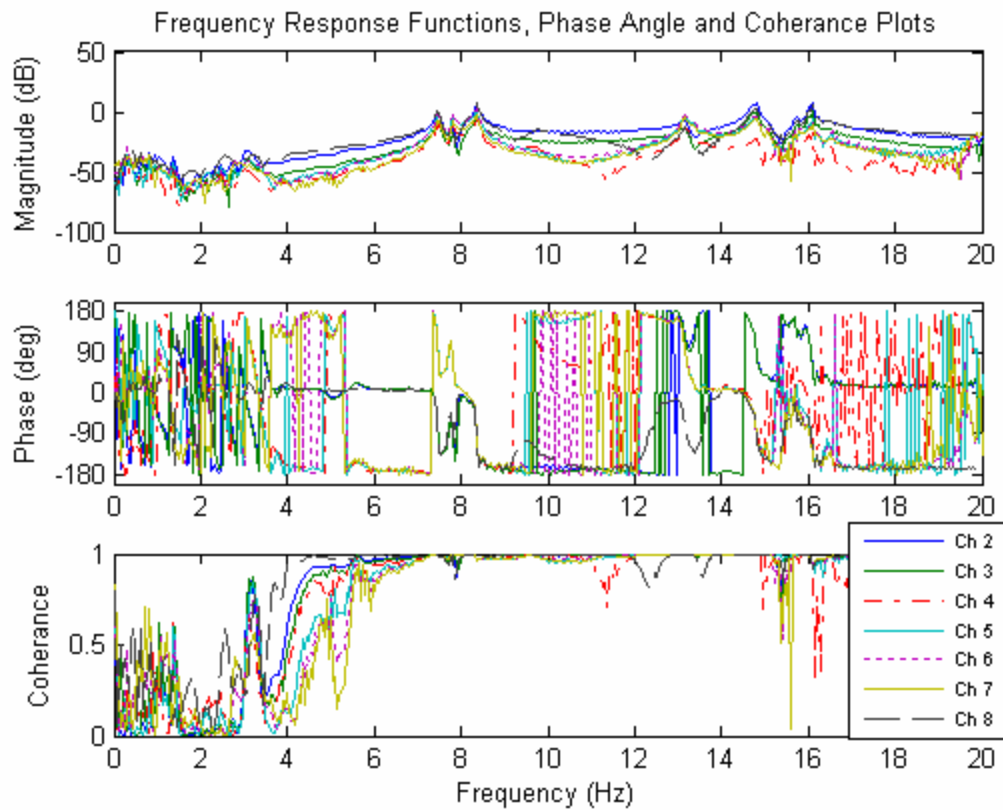 Frequency Response Functions, Phase Angle and Coherance Plots
Magnitude (dB)
50
0
-50
-100
0 2 4 6 8 10 12 14 16 18 20
Phase (deg)
180
90
0
-90
-180
0 2 4 6 8 10 12 14 16 18 20
Coherance
1
0.5
0
0 2 4 6 8 10 12 14 16 18 20
Frequency (Hz)
Ch 2
Ch 3
Ch 4
Ch 5
Ch 6
Ch 7
Ch 8